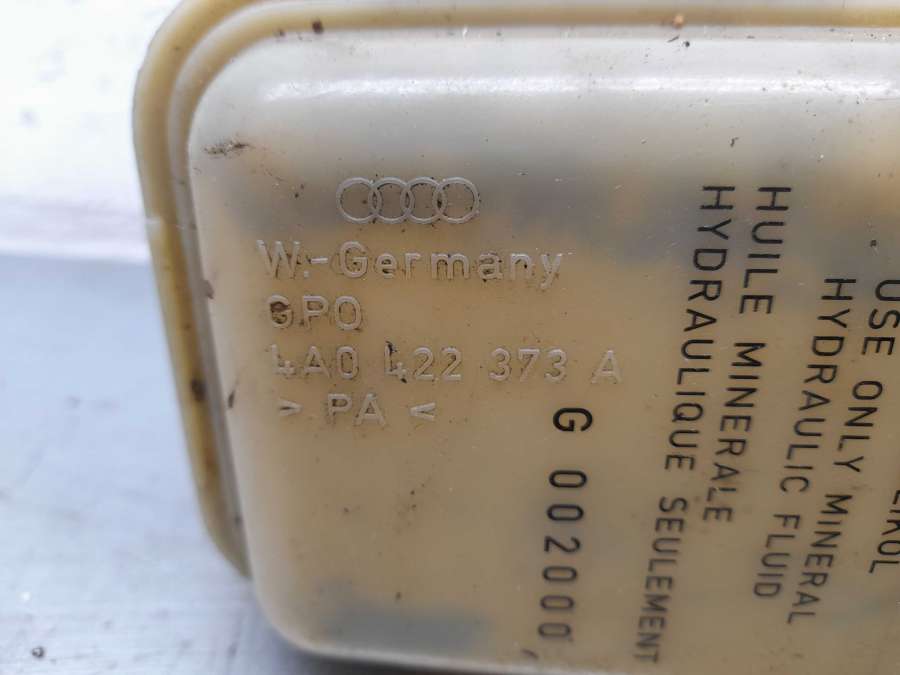 W.-Germany
GPO
4A0 422 373 A
> PA <
USE ONLY MINERAL
HYDRAULIC FLUID
HUILE MINERALE
HYDRAULIQUE SEULEMENT
G 002000